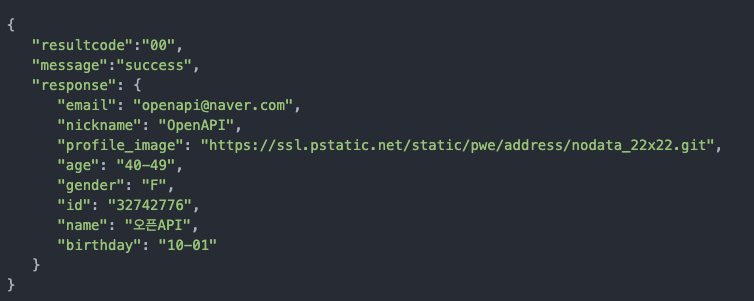 {
"resultcode":"00",
"message":"success",
"response": {
"email": "openapi@naver.com",
"nickname": "OpenAPI",
"profile_image": "https://ssl.pstatic.net/static/pwe/address/nodata_22x22.git",
"age": "40-49",
"gender": "F",
"id": "32742776",
"name": "오픈API",
"birthday": "10-01"
}
}